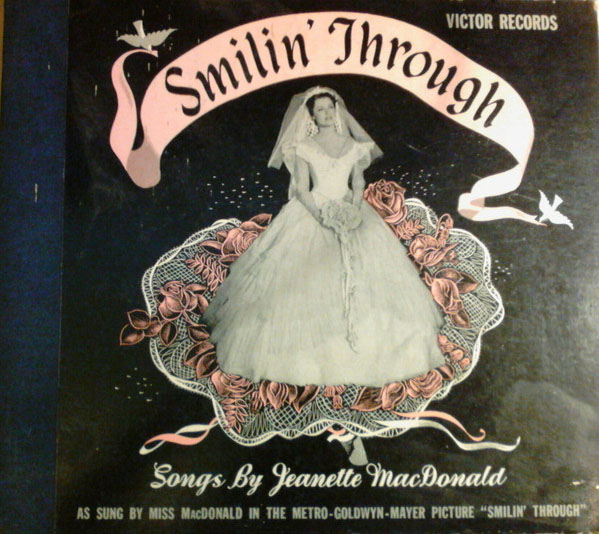 VICTOR RECORDS
Smilin' Through
Songs By Jeanette MacDonald
AS SUNG BY MISS MACDONALD IN THE METRO-GOLDWYN-MAYER PICTURE "SMILIN' THROUGH"